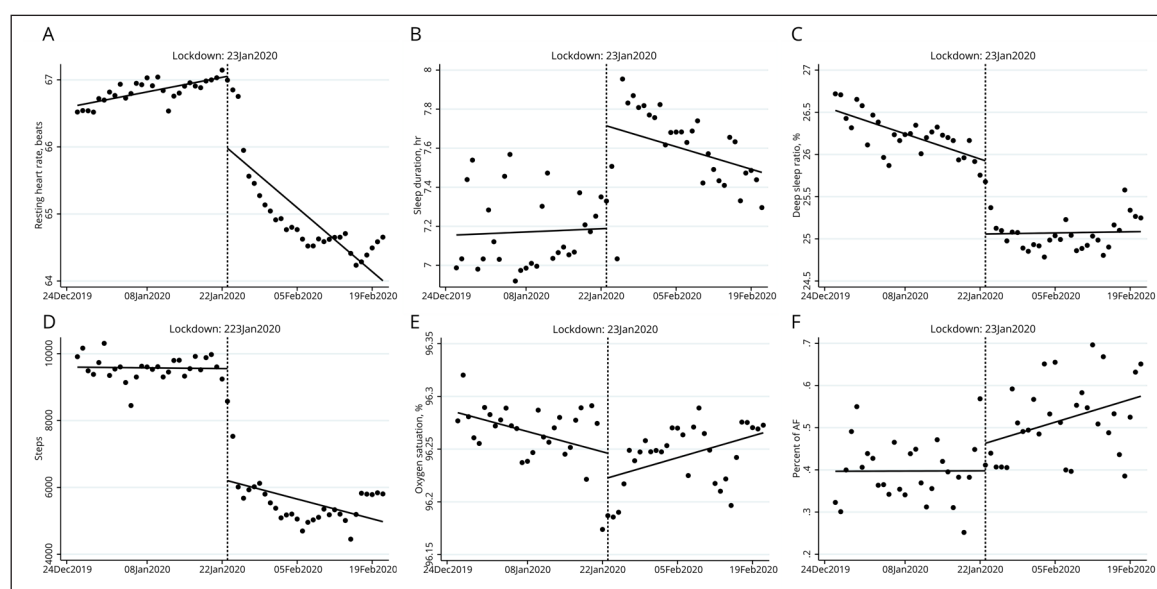 A
Lockdown: 23Jan2020
Resting heart rate, beats
67
66
65
64
24Dec2019 08Jan2020 22Jan2020 05Feb2020 19Feb2020
B
Lockdown: 23Jan2020
Sleep duration, hr
8
7.8
7.6
7.4
7.2
7
24Dec2019 08Jan2020 22Jan2020 05Feb2020 19Feb2020
C
Lockdown: 23Jan2020
Deep sleep ratio, %
27
26.5
26
25.5
25
24.5
24Dec2019 08Jan2020 22Jan2020 05Feb2020 19Feb2020
D
Lockdown: 223Jan2020
Steps
10000
8000
6000
4000
24Dec2019 08Jan2020 22Jan2020 05Feb2020 19Feb2020
E
Lockdown: 23Jan2020
Oxygen satuation, %
96.35
96.3
96.25
96.2
96.15
24Dec2019 08Jan2020 22Jan2020 05Feb2020 19Feb2020
F
Lockdown: 23Jan2020
Percent of AF
.7
.6
.5
.4
.3
.2
24Dec2019 08Jan2020 22Jan2020 05Feb2020 19Feb2020